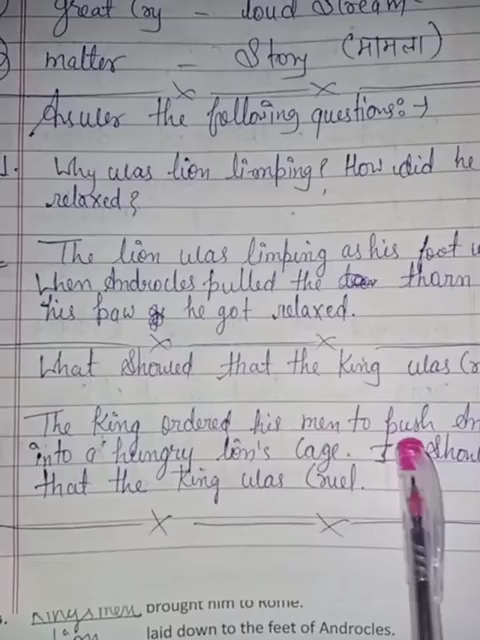 great Cry - loud Scream
matter - Story (मामला)
Answer the following questions:→
1. Why was lion limping? How did he
relaxed?
The lion was limping as his foot
When Androcles pulled the tharn
his paw he got relaxed.
What Showed that the King was
The King ordered his men to push
into a hungry lion's Cage. It
that the King was Cruel.
Kingsmen brought him to Rome.
laid down to the feet of Androcles.